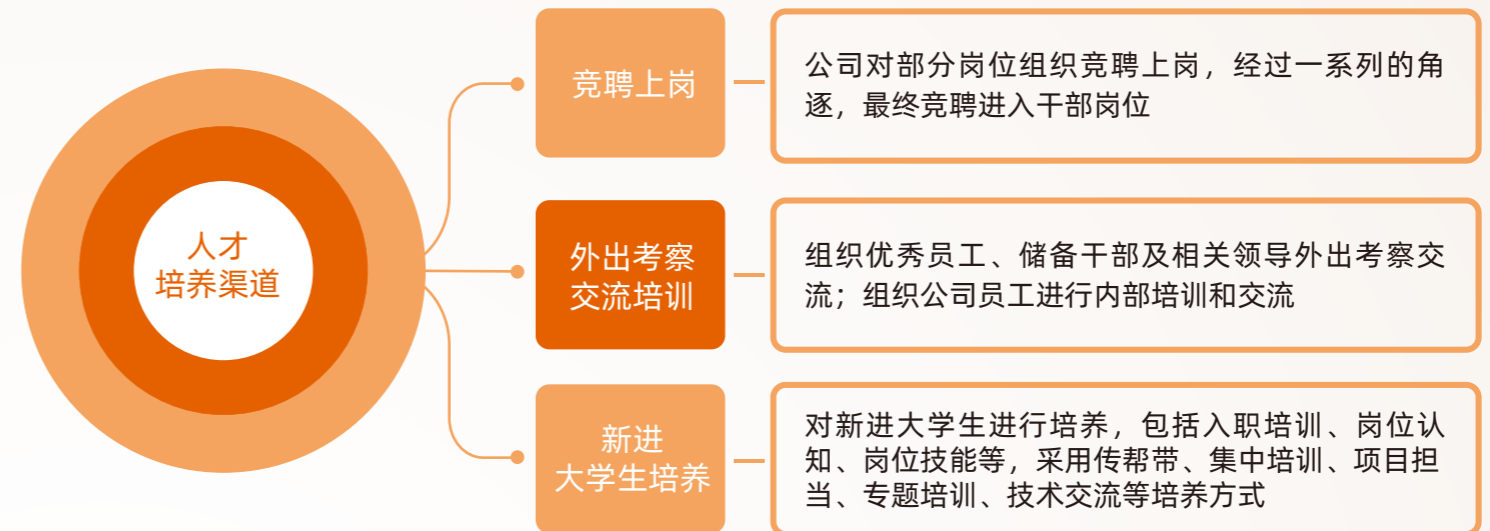 人才
培养渠道
竞聘上岗
公司对部分岗位组织竞聘上岗，经过一系列的角
逐，最终竞聘进入干部岗位
外出考察
交流培训
组织优秀员工、储备干部及相关领导外出考察交
流；组织公司员工进行内部培训和交流
新进
大学生培养
对新进大学生进行培养，包括入职培训、岗位认
知、岗位技能等，采用传帮带、集中培训、项目担
当、专题培训、技术交流等培养方式